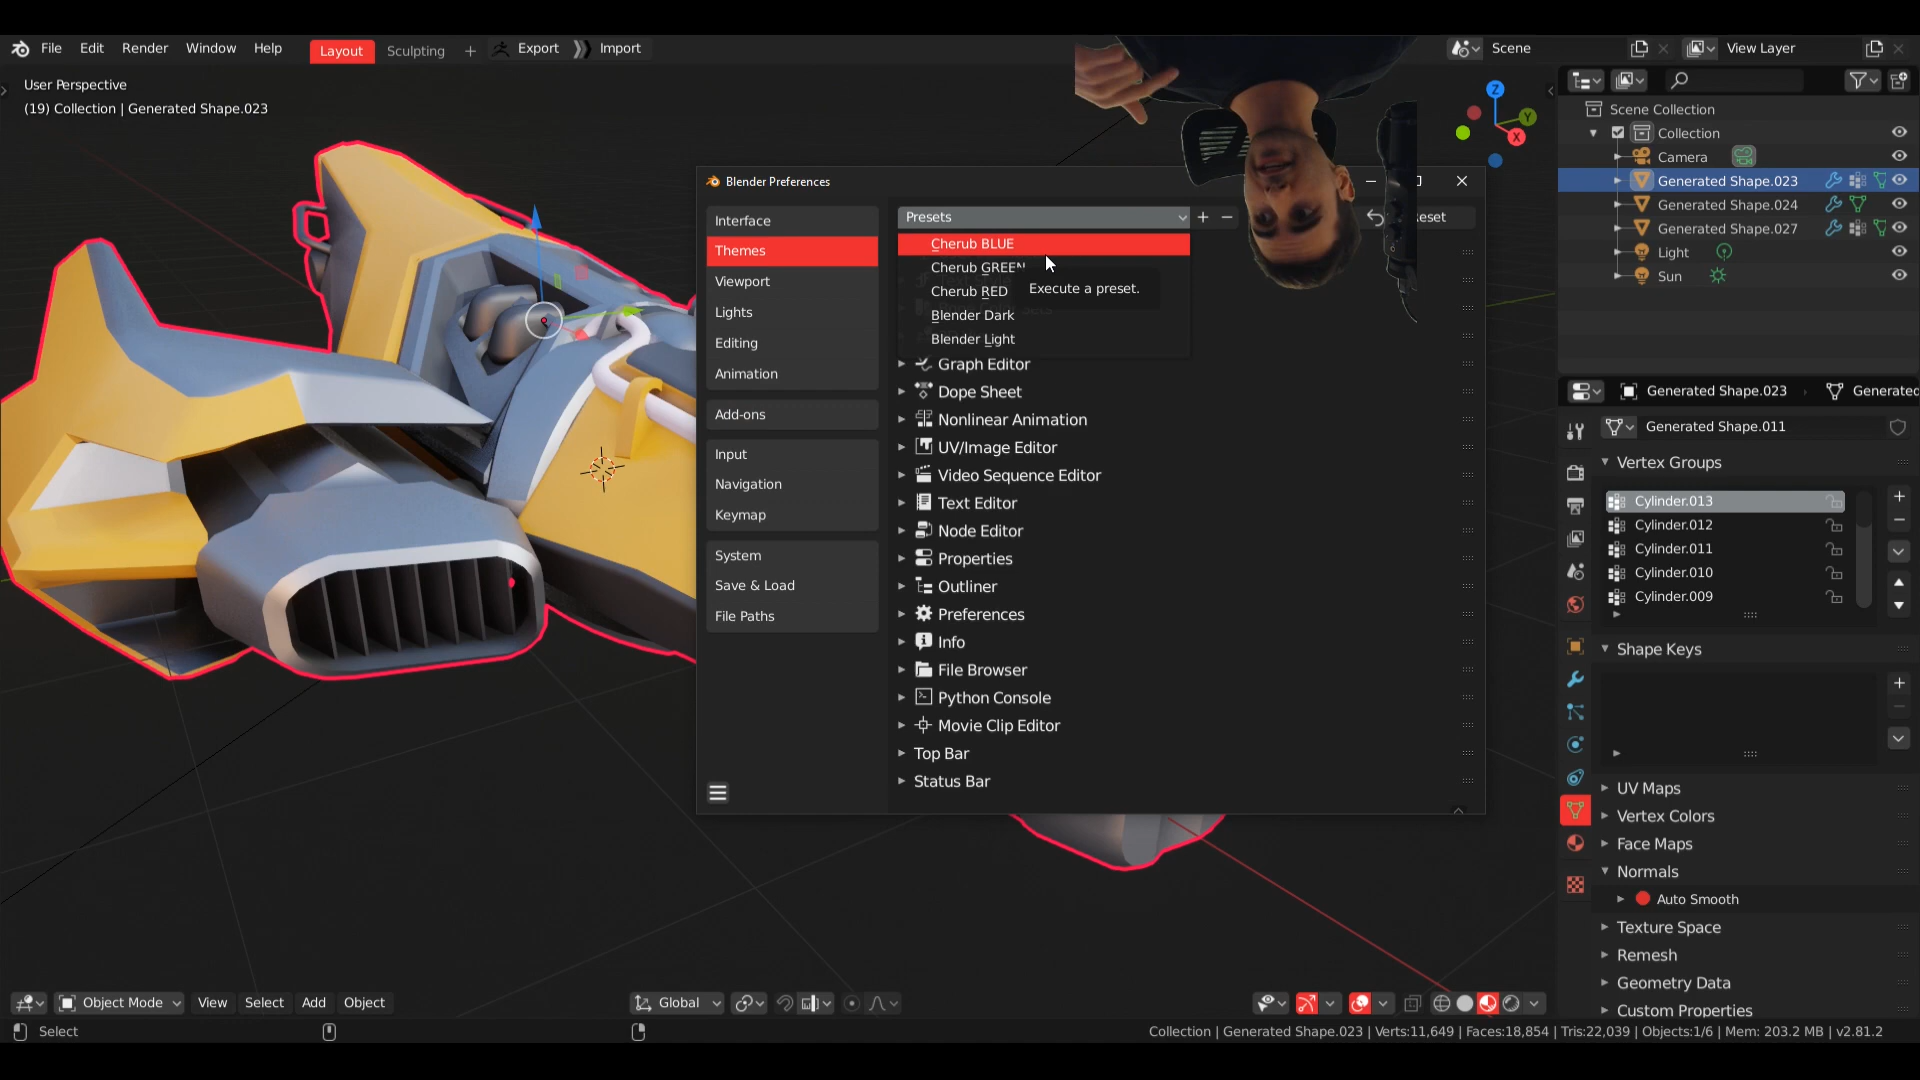 File Edit Render Window Help Layout Sculpting + Export Import Scene View Layer
User Perspective
(19) Collection | Generated Shape.023
Z
Y
X
Blender Preferences
Interface
Themes
Viewport
Lights
Editing
Animation
Add-ons
Input
Navigation
Keymap
System
Save & Load
File Paths
Presets
Cherub BLUE
Cherub GREEN
Cherub RED
Execute a preset.
Blender Dark
Blender Light
Graph Editor
Dope Sheet
Nonlinear Animation
UV/Image Editor
Video Sequence Editor
Text Editor
Node Editor
Properties
Outliner
Preferences
Info
File Browser
Python Console
Movie Clip Editor
Top Bar
Status Bar
Scene Collection
Collection
Camera
Generated Shape.023
Generated Shape.024
Generated Shape.027
Light
Sun
Generated Shape.023 Generated
Generated Shape.011
Vertex Groups
Cylinder.013
Cylinder.012
Cylinder.011
Cylinder.010
Cylinder.009
Shape Keys
UV Maps
Vertex Colors
Face Maps
Normals
Auto Smooth
Texture Space
Remesh
Geometry Data
Custom Properties
Object Mode View Select Add Object Global
Select
Collection | Generated Shape.023 | Verts:11,649 | Faces:18,854 | Tris:22,039 | Objects:1/6 | Mem: 203.2 MB | v2.81.2